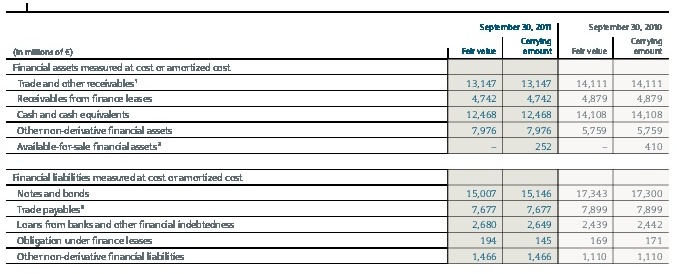 September 30, 2011 September 30, 2010
(in millions of €) Fair value Carrying amount Fair value Carrying amount
Financial assets measured at cost or amortized cost
Trade and other receivables¹ 13,147 13,147 14,111 14,111
Receivables from finance leases 4,742 4,742 4,879 4,879
Cash and cash equivalents 12,468 12,468 14,108 14,108
Other non-derivative financial assets 7,976 7,976 5,759 5,759
Available-for-sale financial assets² – 252 – 410
Financial liabilities measured at cost or amortized cost
Notes and bonds 15,007 15,146 17,343 17,300
Trade payables³ 7,677 7,677 7,899 7,899
Loans from banks and other financial indebtedness 2,680 2,649 2,439 2,442
Obligation under finance leases 194 145 169 171
Other non-derivative financial liabilities 1,466 1,466 1,110 1,110